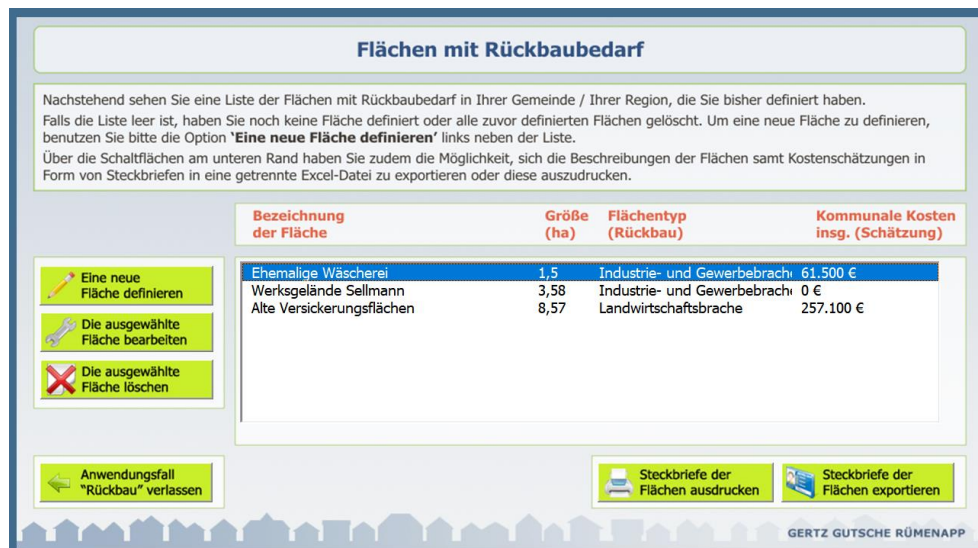 Flächen mit Rückbaubedarf
Nachstehend sehen Sie eine Liste der Flächen mit Rückbaubedarf in Ihrer Gemeinde / Ihrer Region, die Sie bisher definiert haben.
Falls die Liste leer ist, haben Sie noch keine Fläche definiert oder alle zuvor definierten Flächen gelöscht. Um eine neue Fläche zu definieren,
benutzen Sie bitte die Option ‘Eine neue Fläche definieren’ links neben der Liste.
Über die Schaltflächen am unteren Rand haben Sie zudem die Möglichkeit, sich die Beschreibungen der Flächen samt Kostenschätzungen in
Form von Steckbriefen in eine getrennte Excel-Datei zu exportieren oder diese auszudrucken.
Bezeichnung Größe Flächentyp Kommunale Kosten
der Fläche (ha) (Rückbau) insg. (Schätzung)
Eine neue
Fläche definieren
Die ausgewählte
Fläche bearbeiten
Die ausgewählte
Fläche löschen
Ehemalige Wäscherei 1,5 Industrie- und Gewerbebrache 61.500 €
Werksgelände Sellmann 3,58 Industrie- und Gewerbebrache 0 €
Alte Versickerungsflächen 8,57 Landwirtschaftsbrache 257.100 €
Anwendungsfall
"Rückbau" verlassen
Steckbriefe der
Flächen ausdrucken
Steckbriefe der
Flächen exportieren
GERTZ GUTSCHE RÜMENAPP